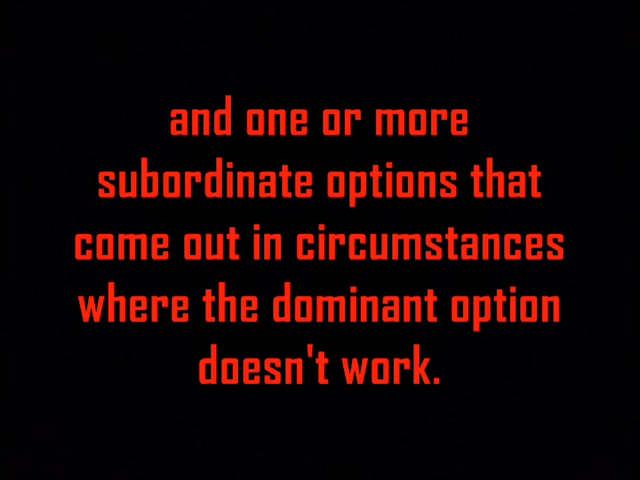 and one or more
subordinate options that
come out in circumstances
where the dominant option
doesn't work.